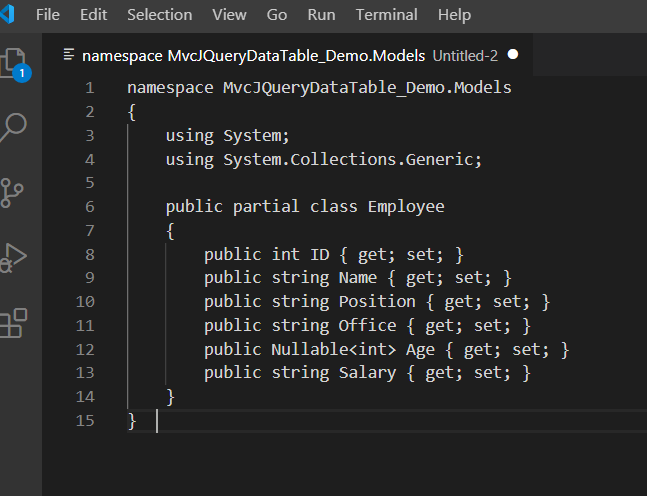 File Edit Selection View Go Run Terminal Help
namespace MvcJQueryDataTable_Demo.Models Untitled-2
1
1 namespace MvcJQueryDataTable_Demo.Models
2 {
3     using System;
4     using System.Collections.Generic;
5
6     public partial class Employee
7     {
8         public int ID { get; set; }
9         public string Name { get; set; }
10         public string Position { get; set; }
11         public string Office { get; set; }
12         public Nullable<int> Age { get; set; }
13         public string Salary { get; set; }
14     }
15 }